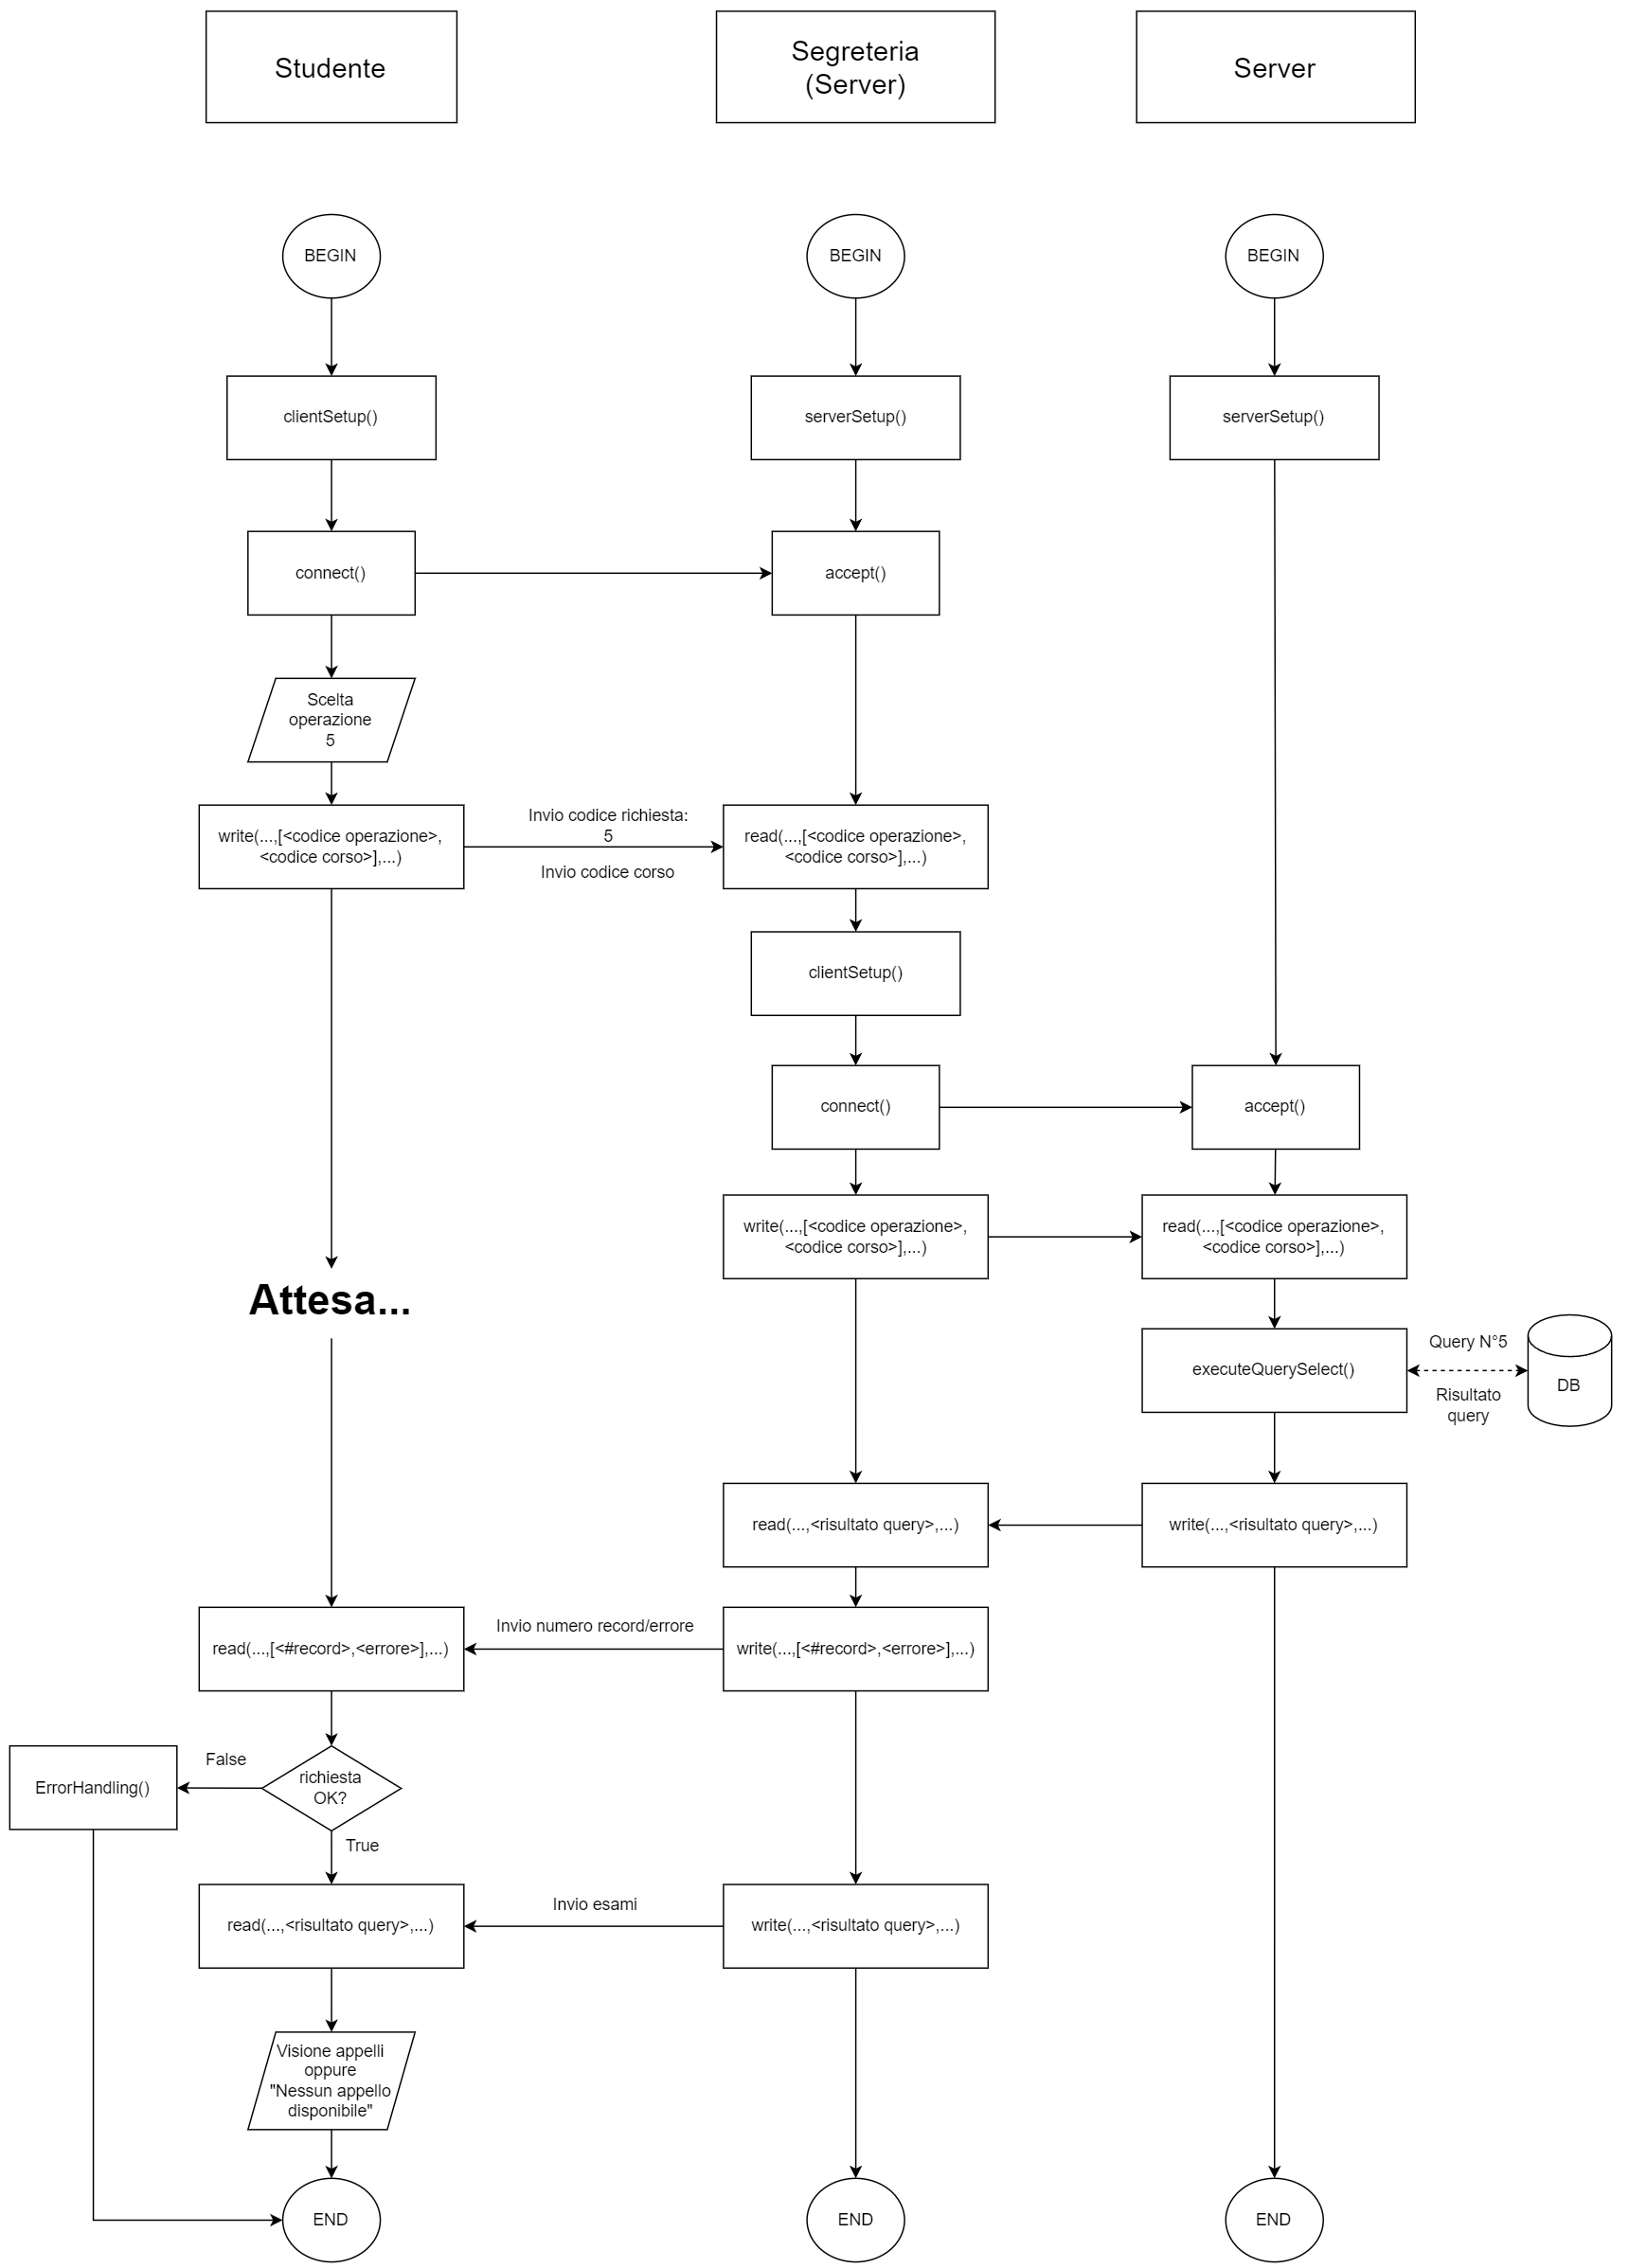 Studente
Segreteria
(Server)
Server
BEGIN
BEGIN
BEGIN
clientSetup()
serverSetup()
serverSetup()
connect()
accept()
Scelta
operazione
5
write(...,[<codice operazione>,
<codice corso>],...)
Invio codice richiesta:
5
Invio codice corso
read(...,[<codice operazione>,
<codice corso>],...)
clientSetup()
connect()
accept()
write(...,[<codice operazione>,
<codice corso>],...)
read(...,[<codice operazione>,
<codice corso>],...)
Attesa...
executeQuerySelect()
Query N°5
Risultato
query
DB
read(...,<risultato query>,...)
write(...,<risultato query>,...)
read(...,[<#record>,<errore>],...)
Invio numero record/errore
write(...,[<#record>,<errore>],...)
ErrorHandling()
False
richiesta
OK?
True
read(...,<risultato query>,...)
Invio esami
write(...,<risultato query>,...)
Visione appelli
oppure
"Nessun appello
disponibile"
END
END
END